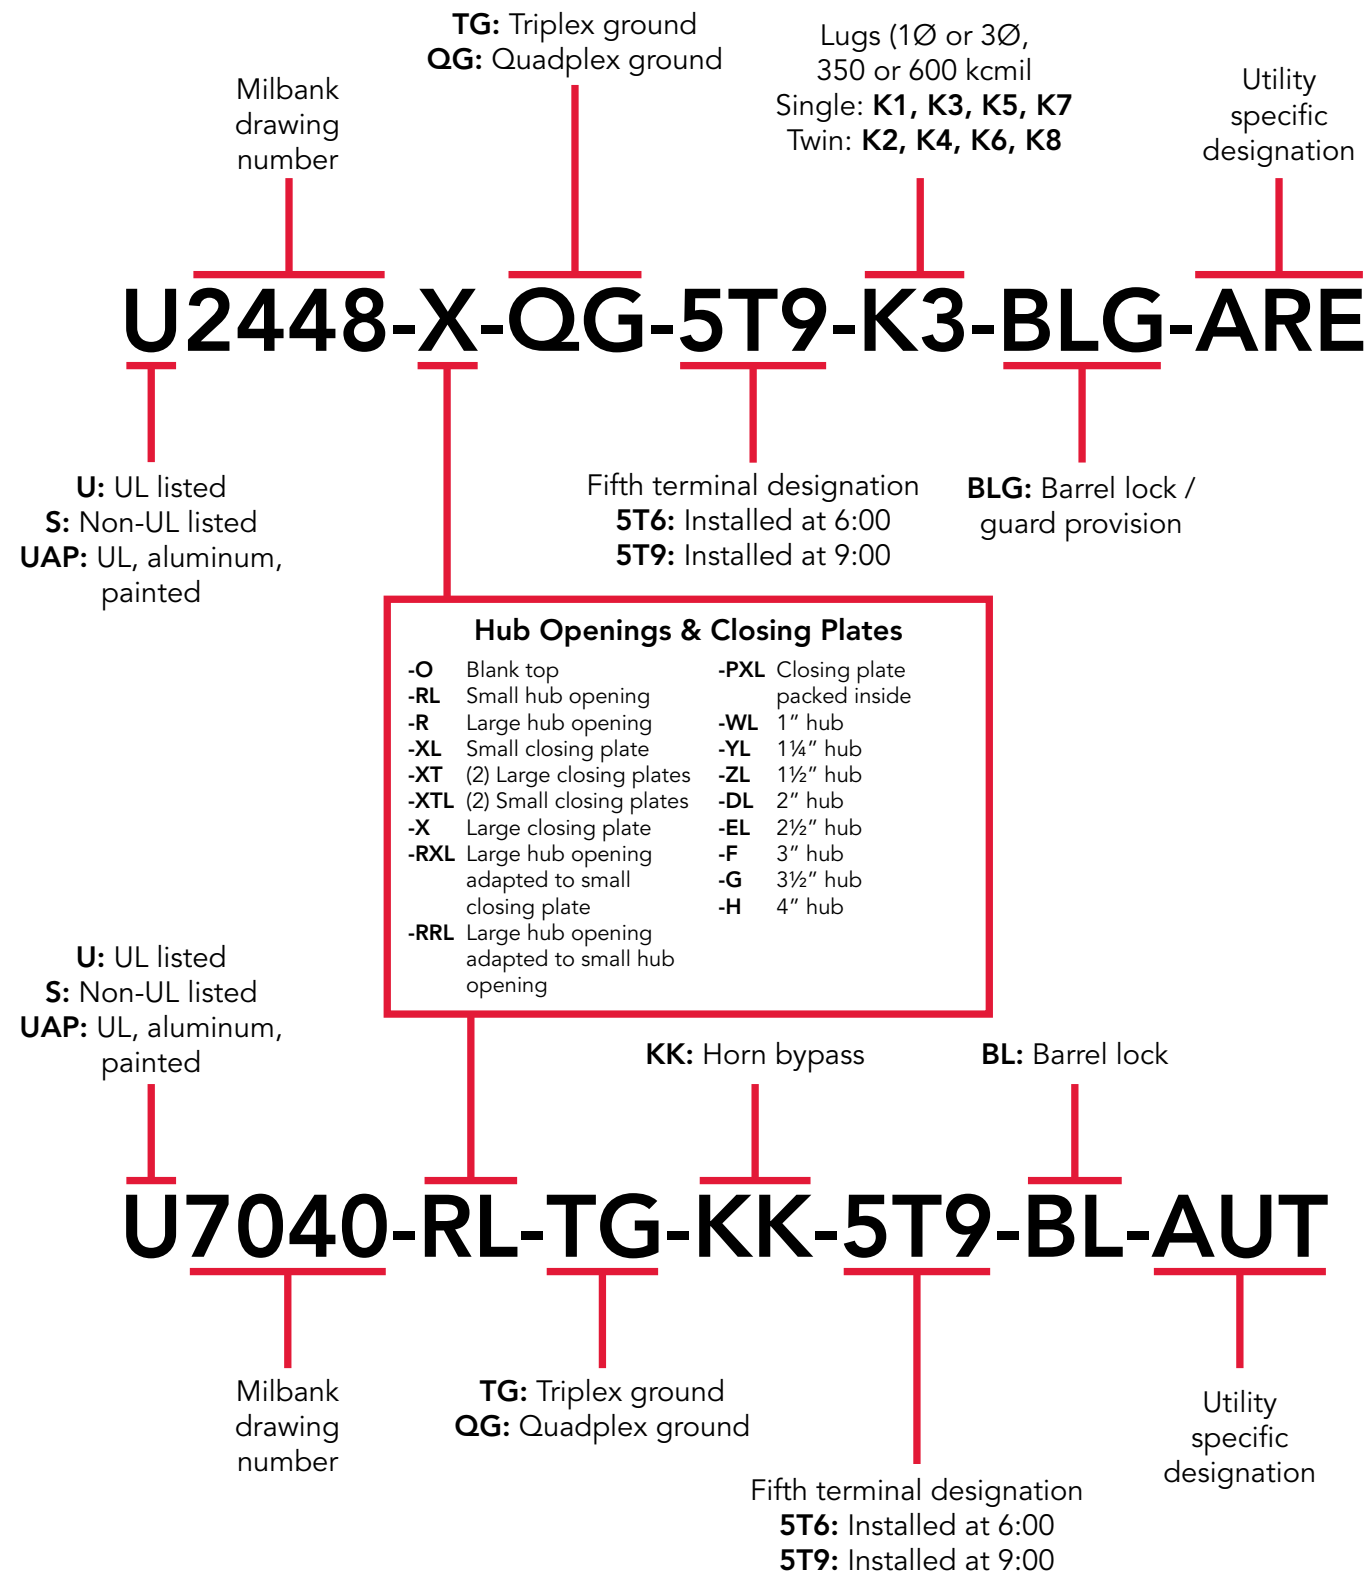 TG: Triplex ground
QG: Quadplex ground
Lugs (1Ø or 3Ø,
350 or 600 kcmil
Single: K1, K3, K5, K7
Twin: K2, K4, K6, K8
Milbank
drawing
number
Utility
specific
designation
U2448-X-QG-5T9-K3-BLG-ARE
U: UL listed
S: Non-UL listed
UAP: UL, aluminum,
painted
Fifth terminal designation
5T6: Installed at 6:00
5T9: Installed at 9:00
BLG: Barrel lock /
guard provision
Hub Openings & Closing Plates
-O Blank top
-RL Small hub opening
-R Large hub opening
-XL Small closing plate
-XT (2) Large closing plates
-XTL (2) Small closing plates
-X Large closing plate
-RXL Large hub opening
adapted to small
closing plate
-RRL Large hub opening
adapted to small hub
opening
-PXL Closing plate
packed inside
-WL 1” hub
-YL 1¼” hub
-ZL 1½” hub
-DL 2” hub
-EL 2½” hub
-F 3” hub
-G 3½” hub
-H 4” hub
U: UL listed
S: Non-UL listed
UAP: UL, aluminum,
painted
KK: Horn bypass
BL: Barrel lock
U7040-RL-TG-KK-5T9-BL-AUT
Milbank
drawing
number
TG: Triplex ground
QG: Quadplex ground
Fifth terminal designation
5T6: Installed at 6:00
5T9: Installed at 9:00
Utility
specific
designation